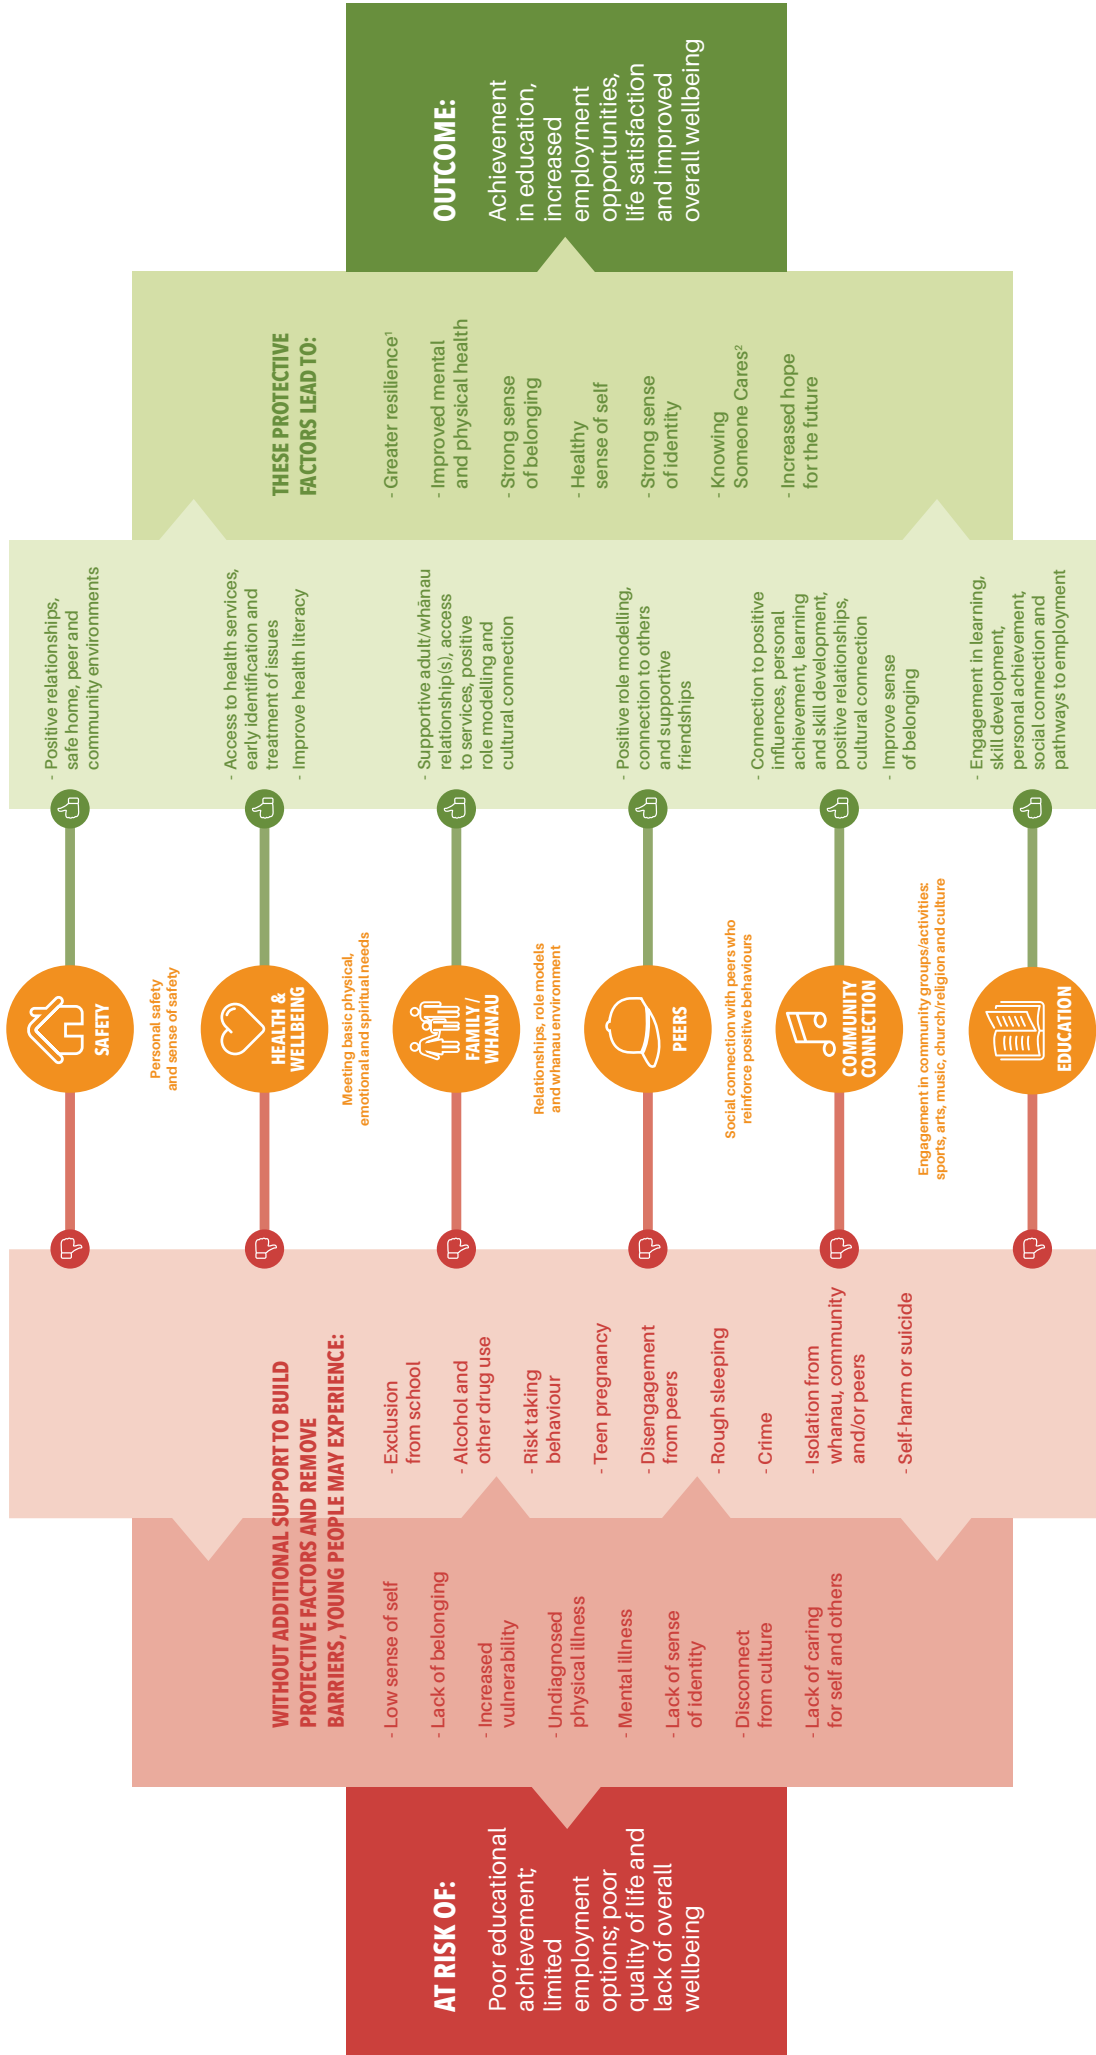 AT RISK OF:
Poor educational
achievement;
limited
employment
options; poor
quality of life and
lack of overall
wellbeing
WITHOUT ADDITIONAL SUPPORT TO BUILD
PROTECTIVE FACTORS AND REMOVE
BARRIERS, YOUNG PEOPLE MAY EXPERIENCE:
- Low sense of self
- Lack of belonging
- Increased
vulnerability
- Undiagnosed
physical illness
- Mental illness
- Lack of sense
of identity
- Disconnect
from culture
- Lack of caring
for self and others
- Exclusion
from school
- Alcohol and
other drug use
- Risk taking
behaviour
- Teen pregnancy
- Disengagement
from peers
- Rough sleeping
- Crime
- Isolation from
whanau, community
and/or peers
- Self-harm or suicide
SAFETY
Personal safety
and sense of safety
HEALTH &
WELLBEING
Meeting basic physical,
emotional and spiritual needs
FAMILY /
WHANAU
Relationships, role models
and whanau environment
PEERS
Social connection with peers who
reinforce positive behaviours
COMMUNITY
CONNECTION
Engagement in community groups/activities:
sports, arts, music, church/religion and culture
EDUCATION
- Positive relationships,
safe home, peer and
community environments
- Access to health services,
early identification and
treatment of issues
- Improve health literacy
- Supportive adult/whānau
relationship(s), access
to services, positive
role modelling and
cultural connection
- Positive role modelling,
connection to others
and supportive
friendships
- Connection to positive
influences, personal
achievement, learning
and skill development,
positive relationships,
cultural connection
- Improve sense
of belonging
- Engagement in learning,
skill development,
personal achievement,
social connection and
pathways to employment
THESE PROTECTIVE
FACTORS LEAD TO:
- Greater resilience¹
- Improved mental
and physical health
- Strong sense
of belonging
- Healthy
sense of self
- Strong sense
of identity
- Knowing
Someone Cares²
- Increased hope
for the future
OUTCOME:
Achievement
in education,
increased
employment
opportunities,
life satisfaction
and improved
overall wellbeing